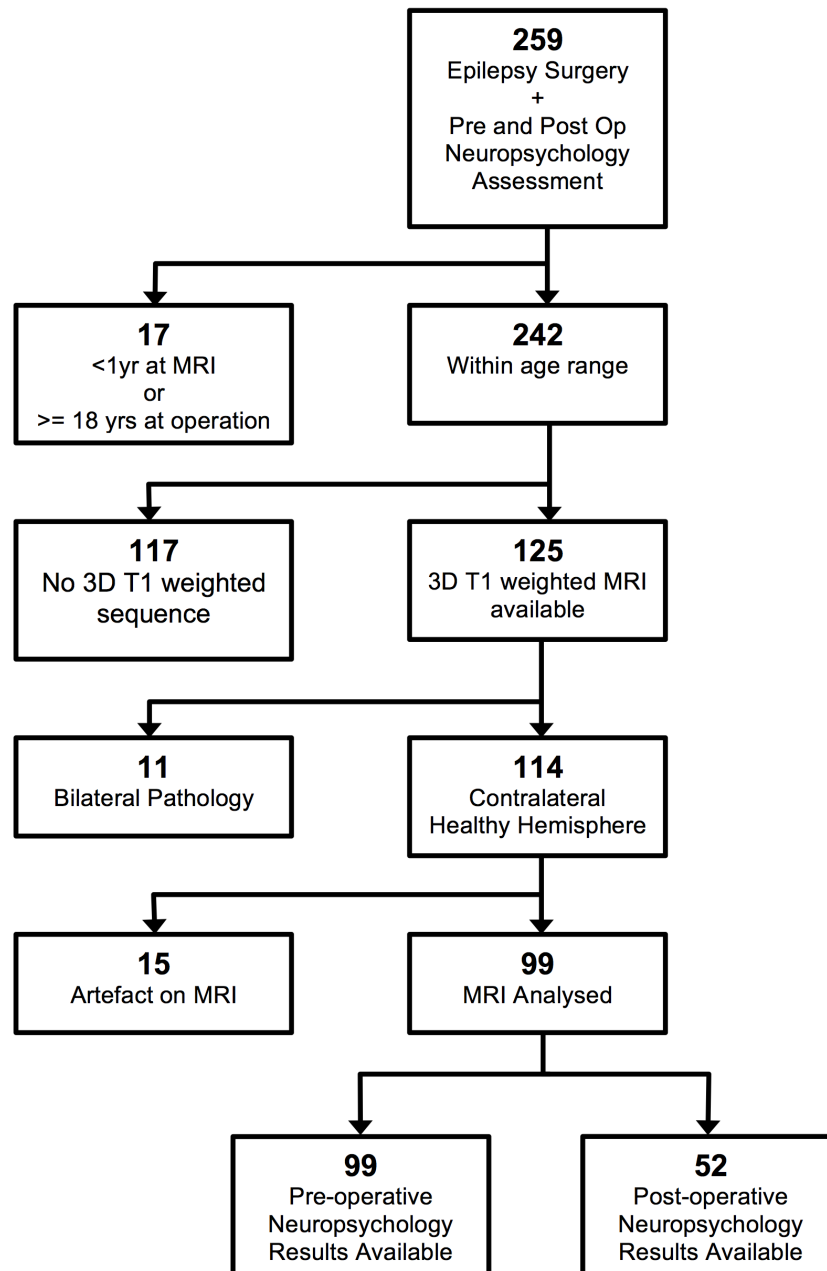 259
Epilepsy Surgery
+
Pre and Post Op
Neuropsychology
Assessment
17
<1yr at MRI
or
>= 18 yrs at operation
242
Within age range
117
No 3D T1 weighted
sequence
125
3D T1 weighted MRI
available
11
Bilateral Pathology
114
Contralateral
Healthy Hemisphere
15
Artefact on MRI
99
MRI Analysed
99
Pre-operative
Neuropsychology
Results Available
52
Post-operative
Neuropsychology
Results Available